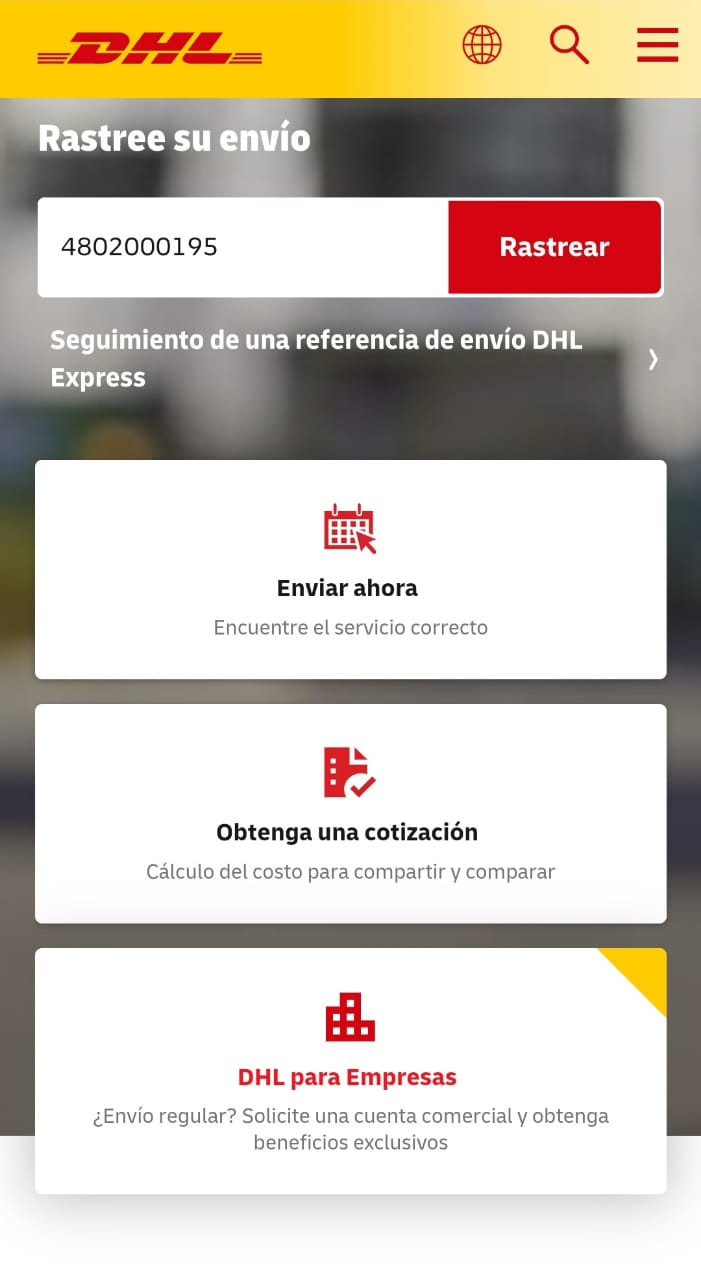 DHL
Rastree su envío
4802000195
Rastrear
Seguimiento de una referencia de envío DHL
Express
Enviar ahora
Encuentre el servicio correcto
Obtenga una cotización
Cálculo del costo para compartir y comparar
DHL para Empresas
¿Envío regular? Solicite una cuenta comercial y obtenga
beneficios exclusivos